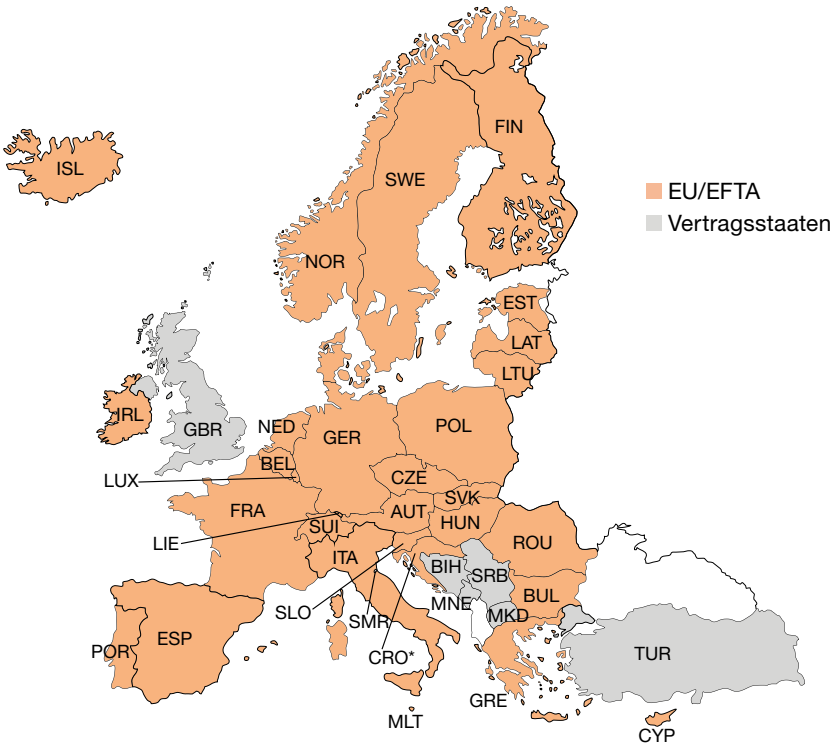 ISL
FIN
SWE
EU/EFTA
Vertragsstaaten
NOR
EST
LAT
LTU
IRL
GBR
NED
GER
POL
BEL
LUX
CZE
SVK
FRA
AUT
HUN
LIE
SUI
ROU
ITA
BIH
SRB
BUL
MNE
SLO
SMR
MKD
POR
ESP
CRO*
TUR
GRE
MLT
CYP